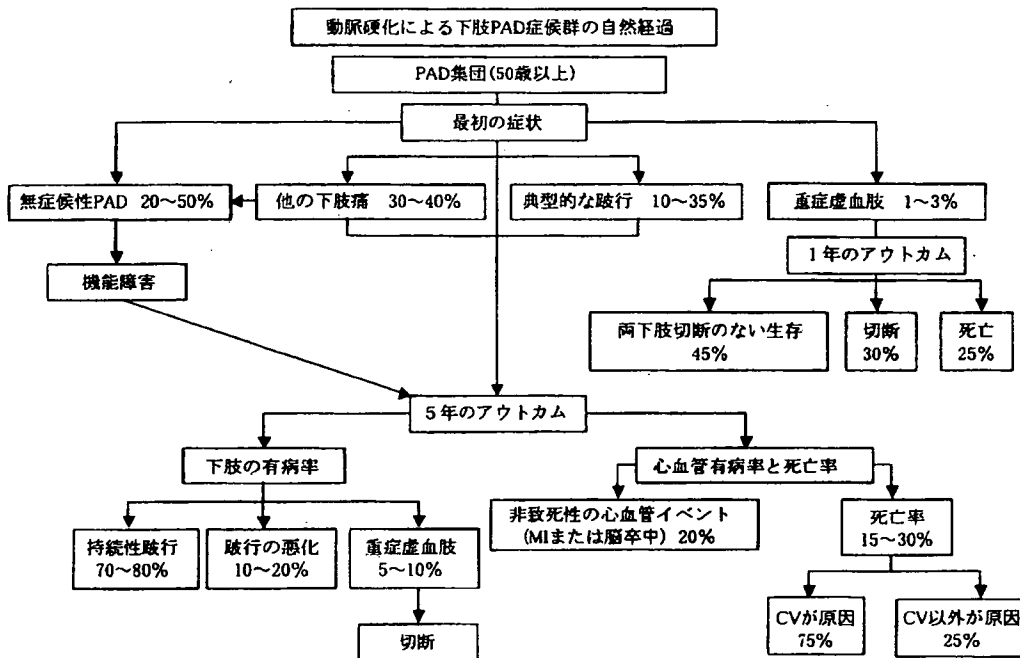 動脈硬化による下肢PAD症候群の自然経過
PAD集団(50歳以上)
最初の症状
無症候性PAD 20〜50%
他の下肢痛 30〜40%
典型的な跛行 10〜35%
重症虚血肢 1〜3%
機能障害
1年のアウトカム
両下肢切断のない生存
45%
切断
30%
死亡
25%
5年のアウトカム
下肢の有病率
心血管有病率と死亡率
持続性跛行
70〜80%
跛行の悪化
10〜20%
重症虚血肢
5〜10%
切断
非致死性の心血管イベント
(MIまたは脳卒中) 20%
死亡率
15〜30%
CVが原因
75%
CV以外が原因
25%